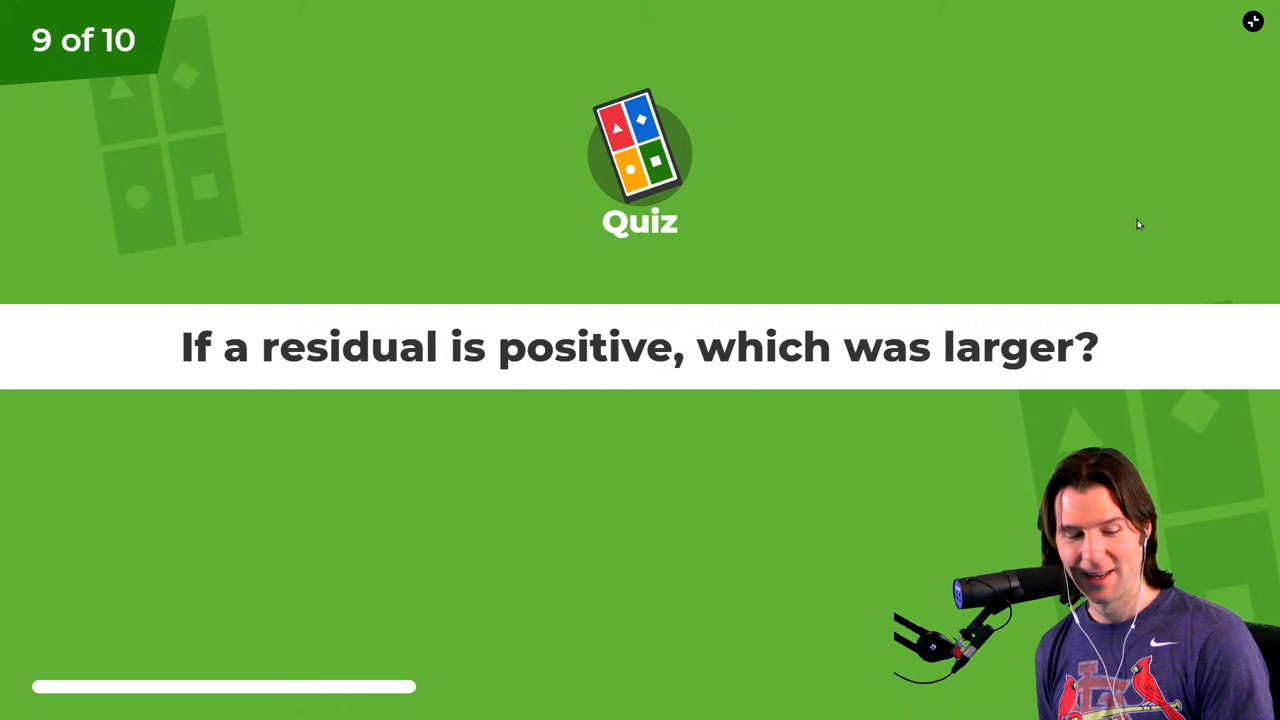 9 of 10
Quiz
If a residual is positive, which was larger?